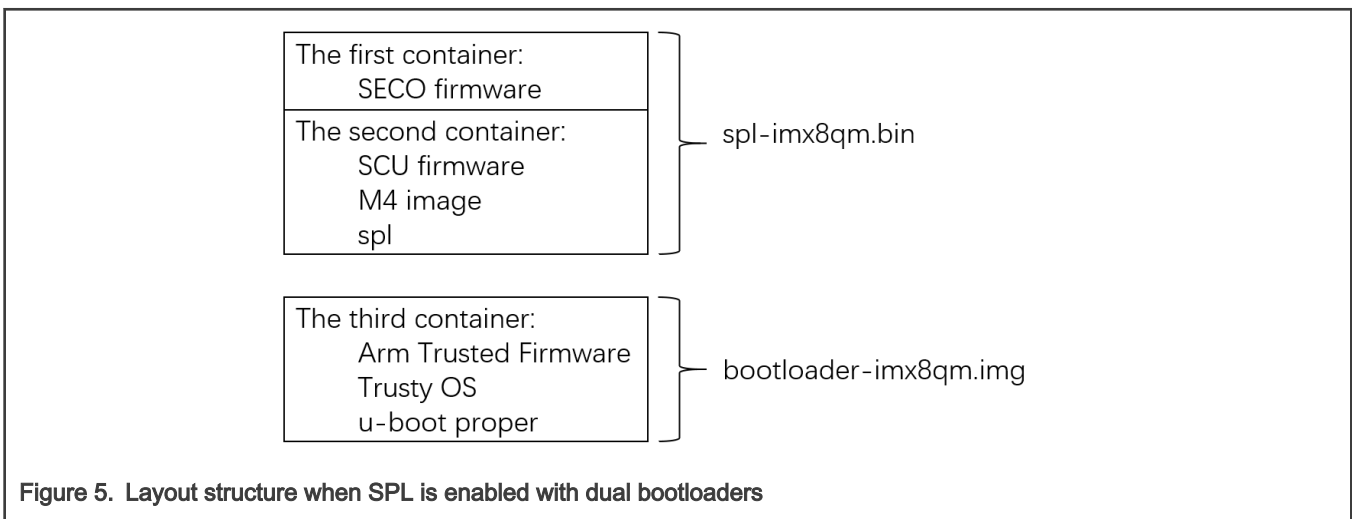 The first container:
SECO firmware
The second container:
SCU firmware
M4 image
spl
spl-imx8qm.bin
The third container:
Arm Trusted Firmware
Trusty OS
u-boot proper
bootloader-imx8qm.img
Figure 5. Layout structure when SPL is enabled with dual bootloaders